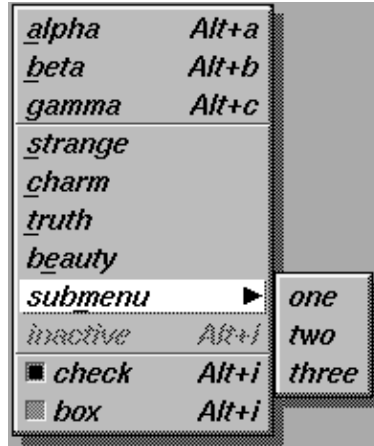 alpha Alt+a
beta Alt+b
gamma Alt+c
strange
charm
truth
beauty
submenu
one
inactive Alt+i
two
check Alt+i
three
box Alt+i